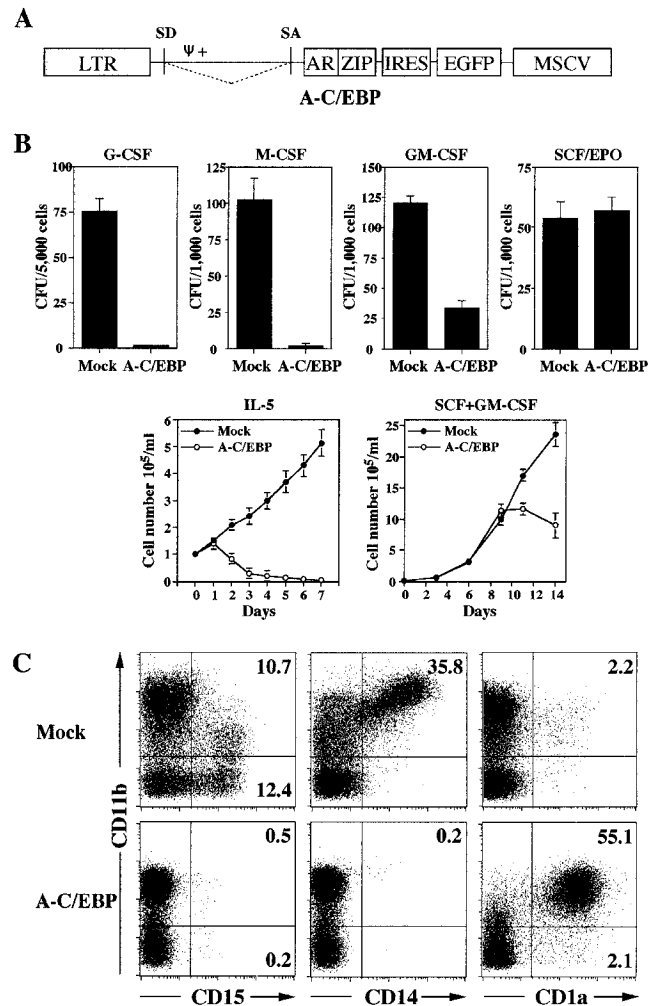 A
SD
Ψ+
SA
LTR
AR
ZIP
IRES
EGFP
MSCV
A-C/EBP
B
G-CSF
CFU/5,000 cells
100
75
50
25
0
Mock A-C/EBP
M-CSF
CFU/1,000 cells
125
100
75
50
25
0
Mock A-C/EBP
GM-CSF
CFU/1,000 cells
150
125
100
75
50
25
0
Mock A-C/EBP
SCF/EPO
CFU/1,000 cells
75
50
25
0
Mock A-C/EBP
IL-5
Mock
A-C/EBP
Cell number 10⁵/ml
6
5
4
3
2
1
0
0 1 2 3 4 5 6 7
Days
SCF+GM-CSF
Mock
A-C/EBP
Cell number 10⁵/ml
25
20
15
10
5
0
0 2 4 6 8 10 12 14
Days
C
Mock
10.7
12.4
35.8
2.2
CD11b
A-C/EBP
0.5
0.2
0.2
55.1
2.1
CD15
CD14
CD1a